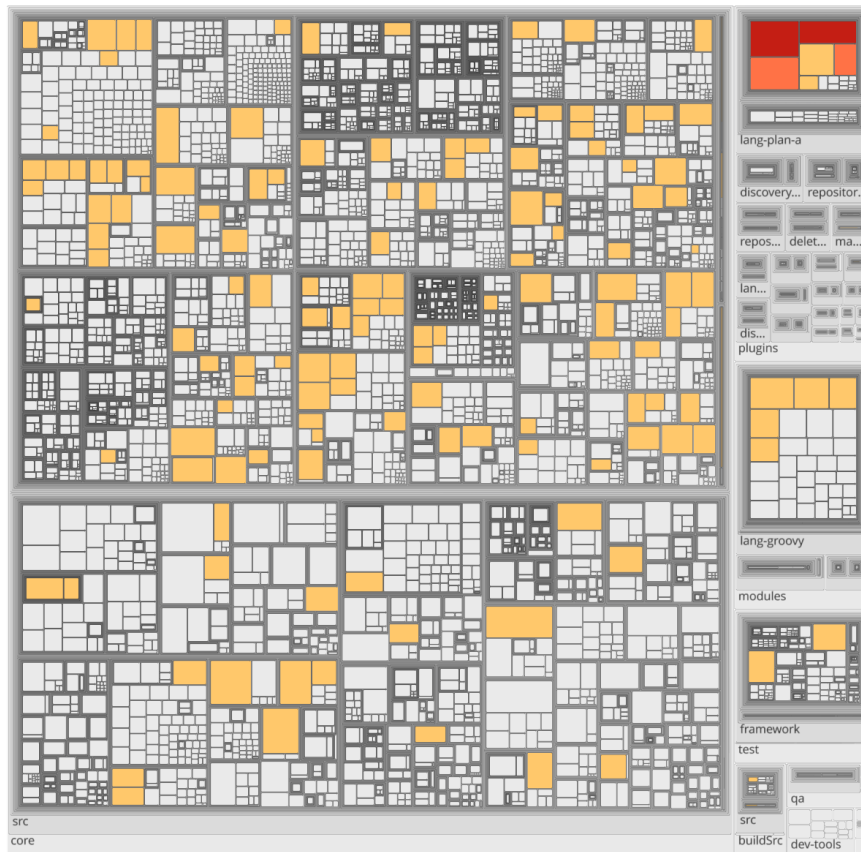 lang-plan-a
discovery... repositor...
repos... delet... ma...
lan...
dis...
plugins
lang-groovy
modules
framework
test
src
qa
buildSrc
dev-tools
src
core